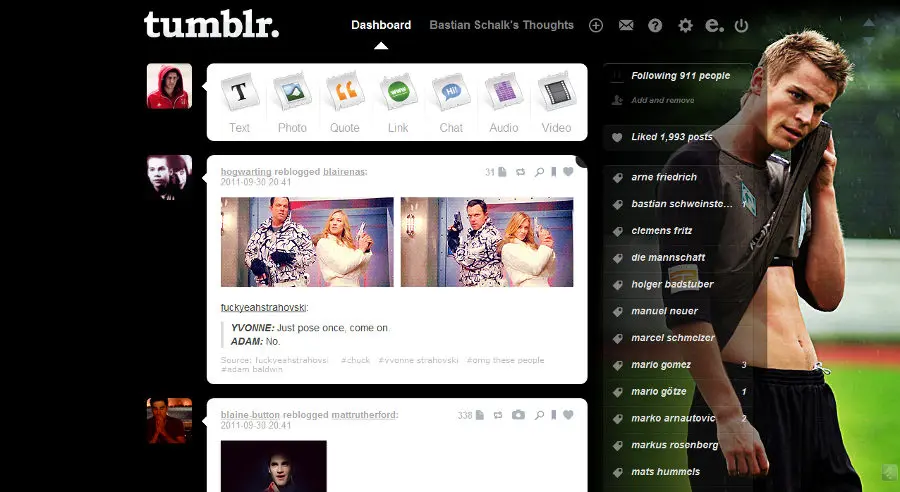 tumblr.
Dashboard
Bastian Schalk's Thoughts
Text
Photo
Quote
Link
Chat
Audio
Video
Following 911 people
Add and remove
Liked 1,993 posts
hogwarting reblogged blairenas:
31
2011-09-30 20:41
fuckyeahstrahovski:
YVONNE: Just pose once, come on.
ADAM: No.
Source: fuckyeahstrahovsi #chuck #yvonne strahovski #omg these people
#adam baldwin
arne friedrich
bastian schweinste... 1
clemens fritz
die mannschaft
holger badstuber
manuel neuer
marcel schmelzer
mario gomez 3
mario götze 1
marko arnautovic 2
markus rosenberg
mats hummels
blaine-button reblogged mattrutherford:
338
2011-09-30 20:41